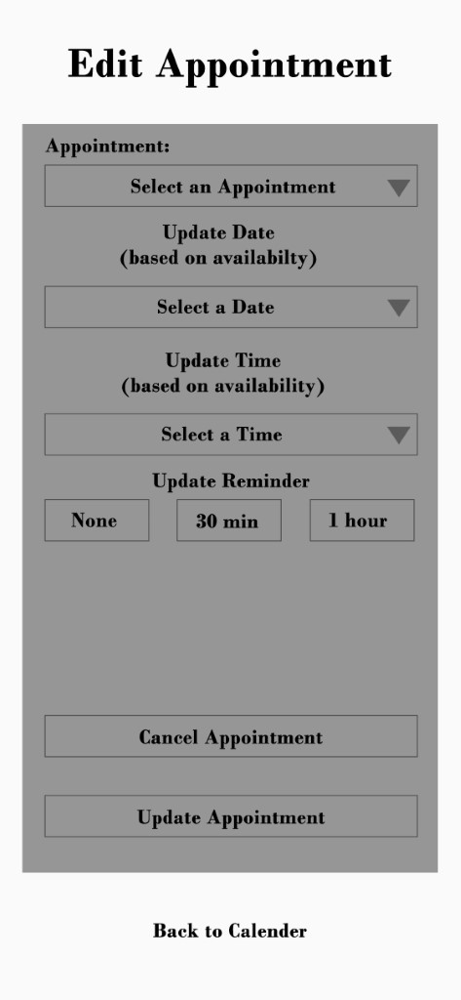 Edit Appointment
Appointment:
Select an Appointment
Update Date
(based on availabilty)
Select a Date
Update Time
(based on availability)
Select a Time
Update Reminder
None
30 min
1 hour
Cancel Appointment
Update Appointment
Back to Calender